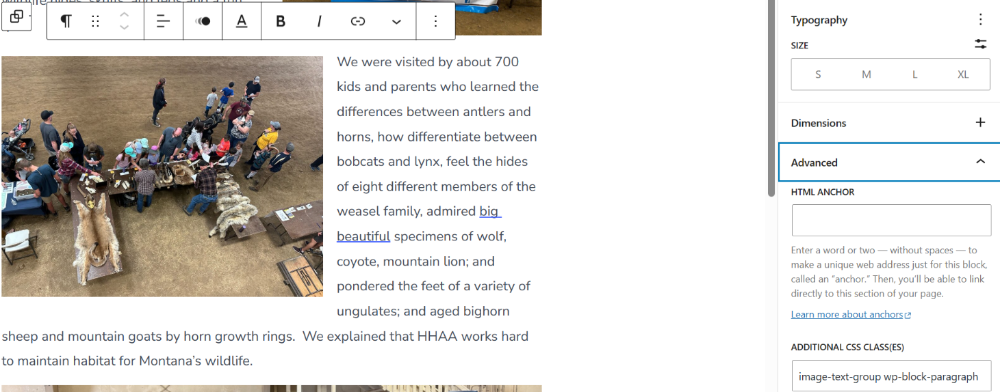 A
B
I
We were visited by about 700
kids and parents who learned the
differences between antlers and
horns, how differentiate between
bobcats and lynx, feel the hides
of eight different members of the
weasel family, admired big
beautiful specimens of wolf,
coyote, mountain lion; and
pondered the feet of a variety of
ungulates; and aged bighorn
sheep and mountain goats by horn growth rings.  We explained that HHAA works hard
to maintain habitat for Montana’s wildlife.
Typography
SIZE
S M L XL
Dimensions
Advanced
HTML ANCHOR
Enter a word or two — without spaces — to
make a unique web address just for this block,
called an “anchor.” Then, you’ll be able to link
directly to this section of your page.
Learn more about anchors
ADDITIONAL CSS CLASS(ES)
image-text-group wp-block-paragraph